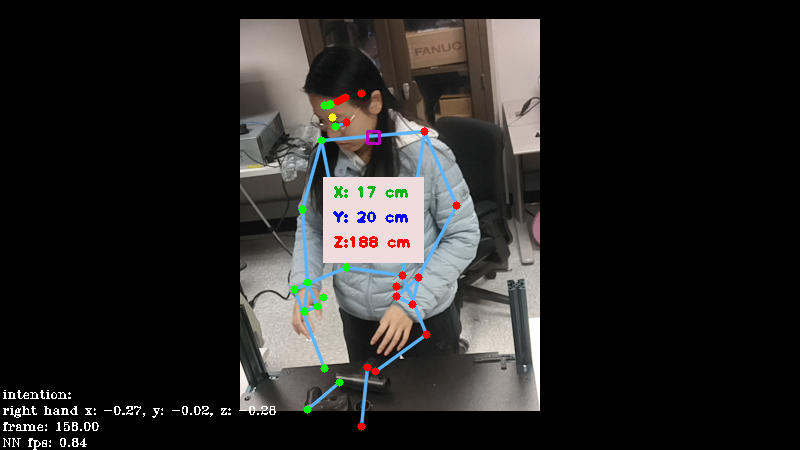 FANUC
X: 17 cm
Y: 20 cm
Z:188 cm
intention:
right hand x: -0.27, y: -0.02, z: -0.28
frame: 158.00
NN fps: 0.84